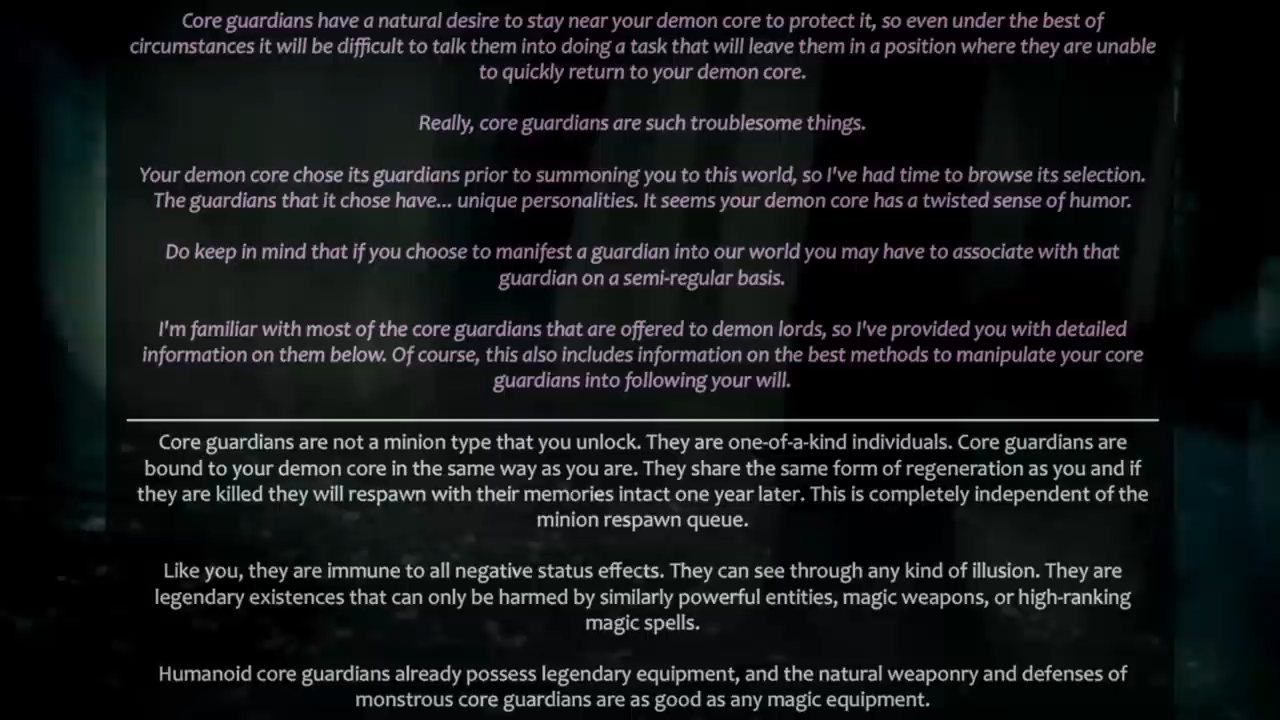 Core guardians have a natural desire to stay near your demon core to protect it, so even under the best of
circumstances it will be difficult to talk them into doing a task that will leave them in a position where they are unable
to quickly return to your demon core.
Really, core guardians are such troublesome things.
Your demon core chose its guardians prior to summoning you to this world, so I've had time to browse its selection.
The guardians that it chose have... unique personalities. It seems your demon core has a twisted sense of humor.
Do keep in mind that if you choose to manifest a guardian into our world you may have to associate with that
guardian on a semi-regular basis.
I'm familiar with most of the core guardians that are offered to demon lords, so I've provided you with detailed
information on them below. Of course, this also includes information on the best methods to manipulate your core
guardians into following your will.
Core guardians are not a minion type that you unlock. They are one-of-a-kind individuals. Core guardians are
bound to your demon core in the same way as you are. They share the same form of regeneration as you and if
they are killed they will respawn with their memories intact one year later. This is completely independent of the
minion respawn queue.
Like you, they are immune to all negative status effects. They can see through any kind of illusion. They are
legendary existences that can only be harmed by similarly powerful entities, magic weapons, or high-ranking
magic spells.
Humanoid core guardians already possess legendary equipment, and the natural weaponry and defenses of
monstrous core guardians are as good as any magic equipment.